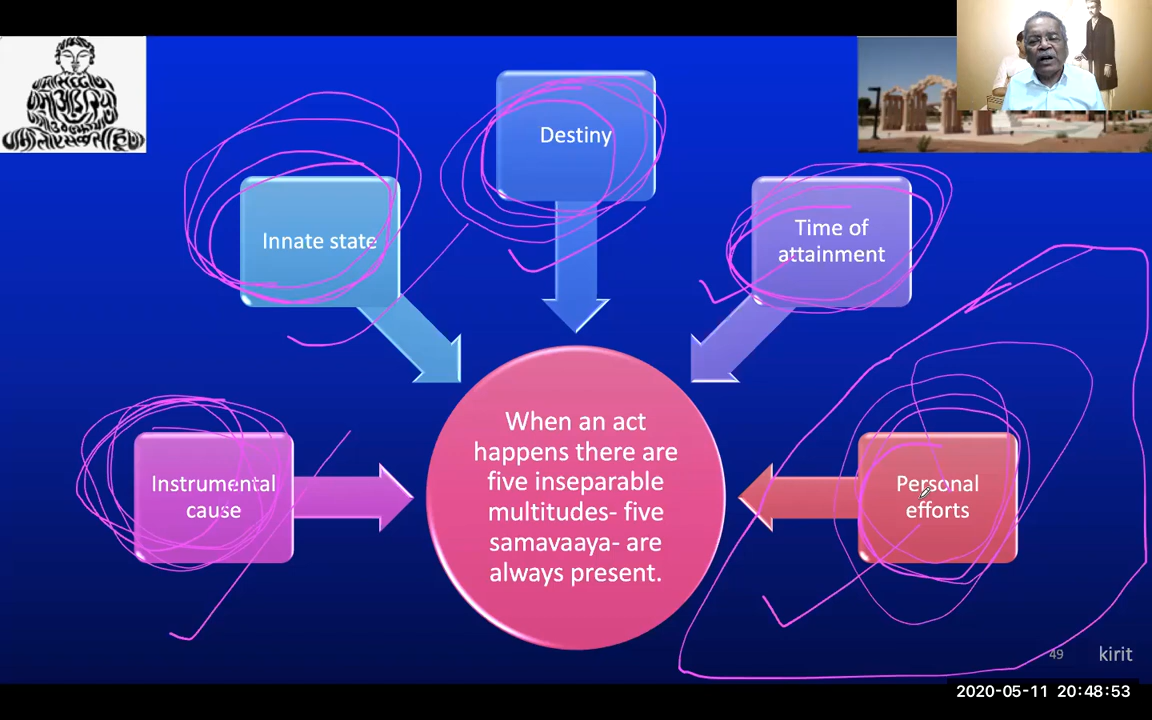 Destiny
Innate state
Time of
attainment
Instrumental
cause
When an act
happens there are
five inseparable
multitudes- five
samavaaya- are
always present.
Personal
efforts
49
kirit
2020-05-11 20:48:53